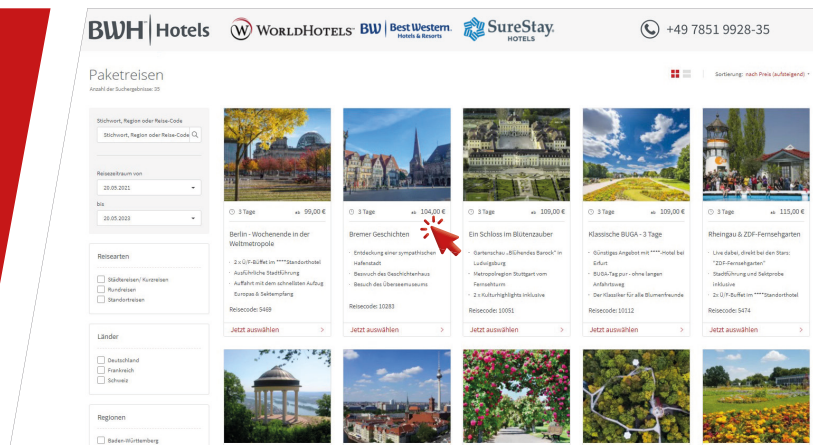 BWH Hotels
WORLDHOTELS
BW Best Western
Hotels & Resorts
SureStay
HOTELS
+49 7851 9928-35
Paketreisen
Anzahl der Suchergebnisse: 35
Sortierung: nach Preis (aufsteigend)
Stichwort, Region oder Reise-Code
Stichwort, Region oder Reise-Code
Reisezeitraum von
20.05.2021
bis
20.05.2023
Reisearten
Städtereisen/ Kurzreisen
Rundreisen
Standortreisen
Länder
Deutschland
Frankreich
Schweiz
Regionen
Baden-Württemberg
3 Tage ab 99,00 €
Berlin - Wochenende in der
Weltmetropole
2 x Ü/F-Büffet im ****Standorthotel
Ausführliche Stadtführung
Auffahrt mit dem schnellsten Aufzug
Europas & Sektempfang
Reisecode: 5469
Jetzt auswählen >
3 Tage ab 104,00 €
Bremer Geschichten
Entdeckung einer sympathischen
Hafenstadt
Besuch des Geschichtenhaus
Besuch des Überseemuseums
Reisecode: 10283
Jetzt auswählen >
3 Tage ab 109,00 €
Ein Schloss im Blütenzauber
Gartenschau „Blühendes Barock" in
Ludwigsburg
Metropolregion Stuttgart vom
Fernsehturm
2 x Kulturhighlights inklusive
Reisecode: 10051
Jetzt auswählen >
3 Tage ab 109,00 €
Klassische BUGA - 3 Tage
Günstiges Angebot mit ****-Hotel bei
Erfurt
BUGA-Tag pur - ohne langen
Anfahrtsweg
Der Klassiker für alle Blumenfreunde
Reisecode: 10112
Jetzt auswählen >
3 Tage ab 115,00 €
Rheingau & ZDF-Fernsehgarten
Live dabei, direkt bei den Stars:
"ZDF-Fernsehgarten"
Stadtführung und Sektprobe
inklusive
2x Ü/F-Buffet im ****Standorthotel
Reisecode: 5474
Jetzt auswählen >